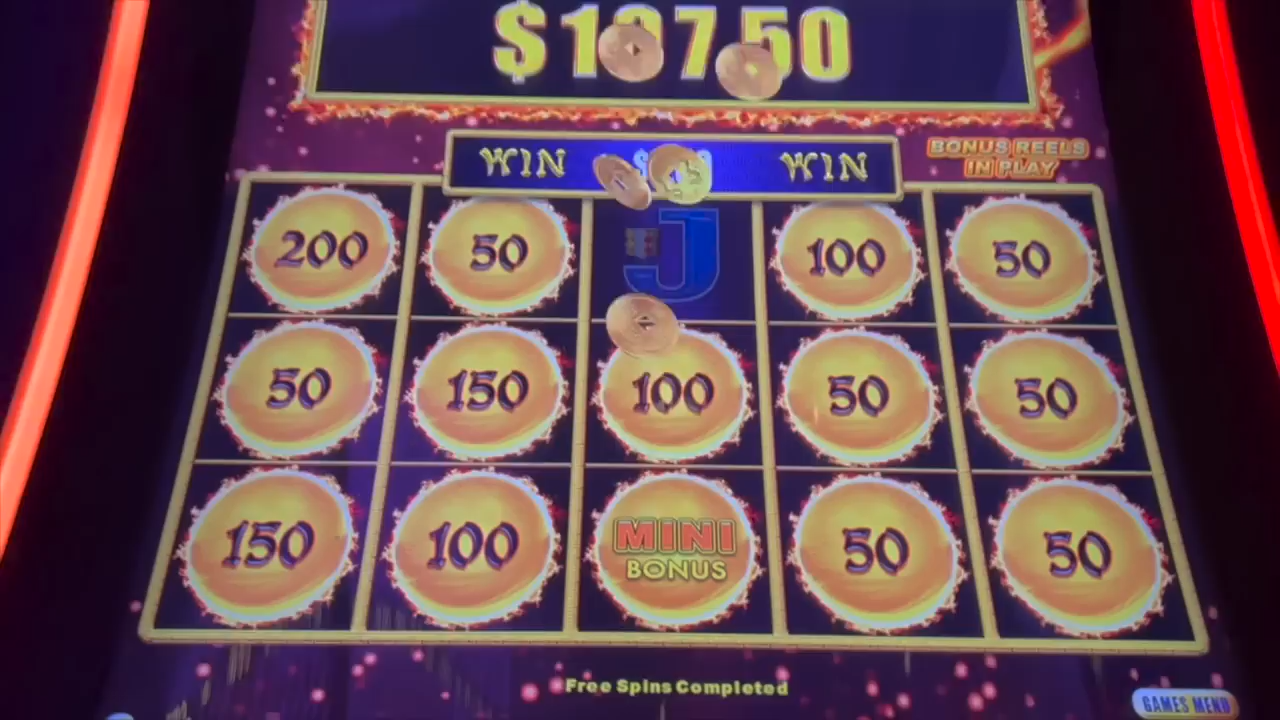 WIN
WIN
BONUS REELS
IN PLAY
200 50 J 100 50
50 150 100 50 50
150 100 MINI BONUS 50 50
Free Spins Completed
GAMES MENU